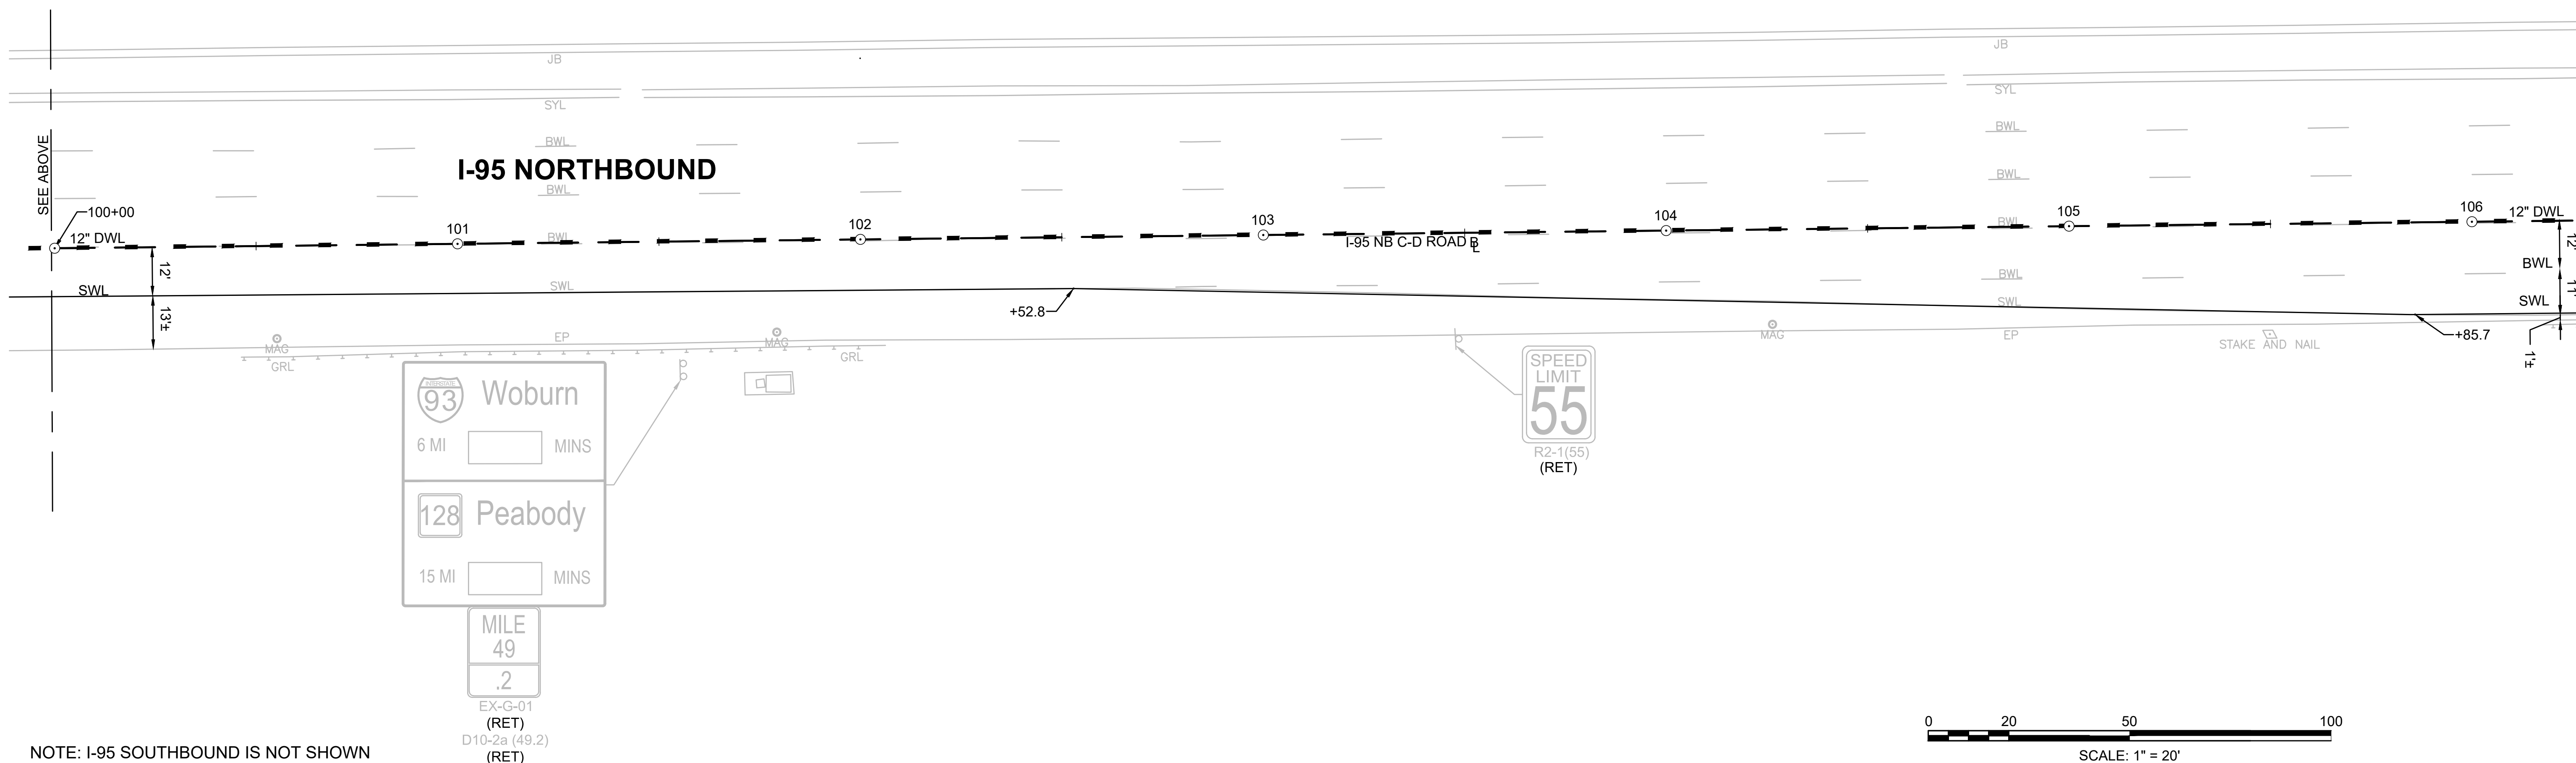 JB
JB
SYL
SYL
SEE ABOVE
BWL
BWL
I-95 NORTHBOUND
BWL
BWL
100+00
12" DWL
101
BWL
102
103
104
I-95 NB C-D ROAD BL
105
BWL
106
12" DWL
12'
SWL
SWL
13'±
+52.8
BWL
SWL
12'
BWL
11'
SWL
1'±
+85.7
MAG
GRL
EP
MAG
GRL
MAG
EP
STAKE AND NAIL
INTERSTATE
93
Woburn
6 MI
MINS
128
Peabody
15 MI
MINS
MILE
49
.2
EX-G-01
(RET)
D10-2a (49.2)
(RET)
SPEED
LIMIT
55
R2-1(55)
(RET)
NOTE: I-95 SOUTHBOUND IS NOT SHOWN
0 20 50 100
SCALE: 1" = 20'